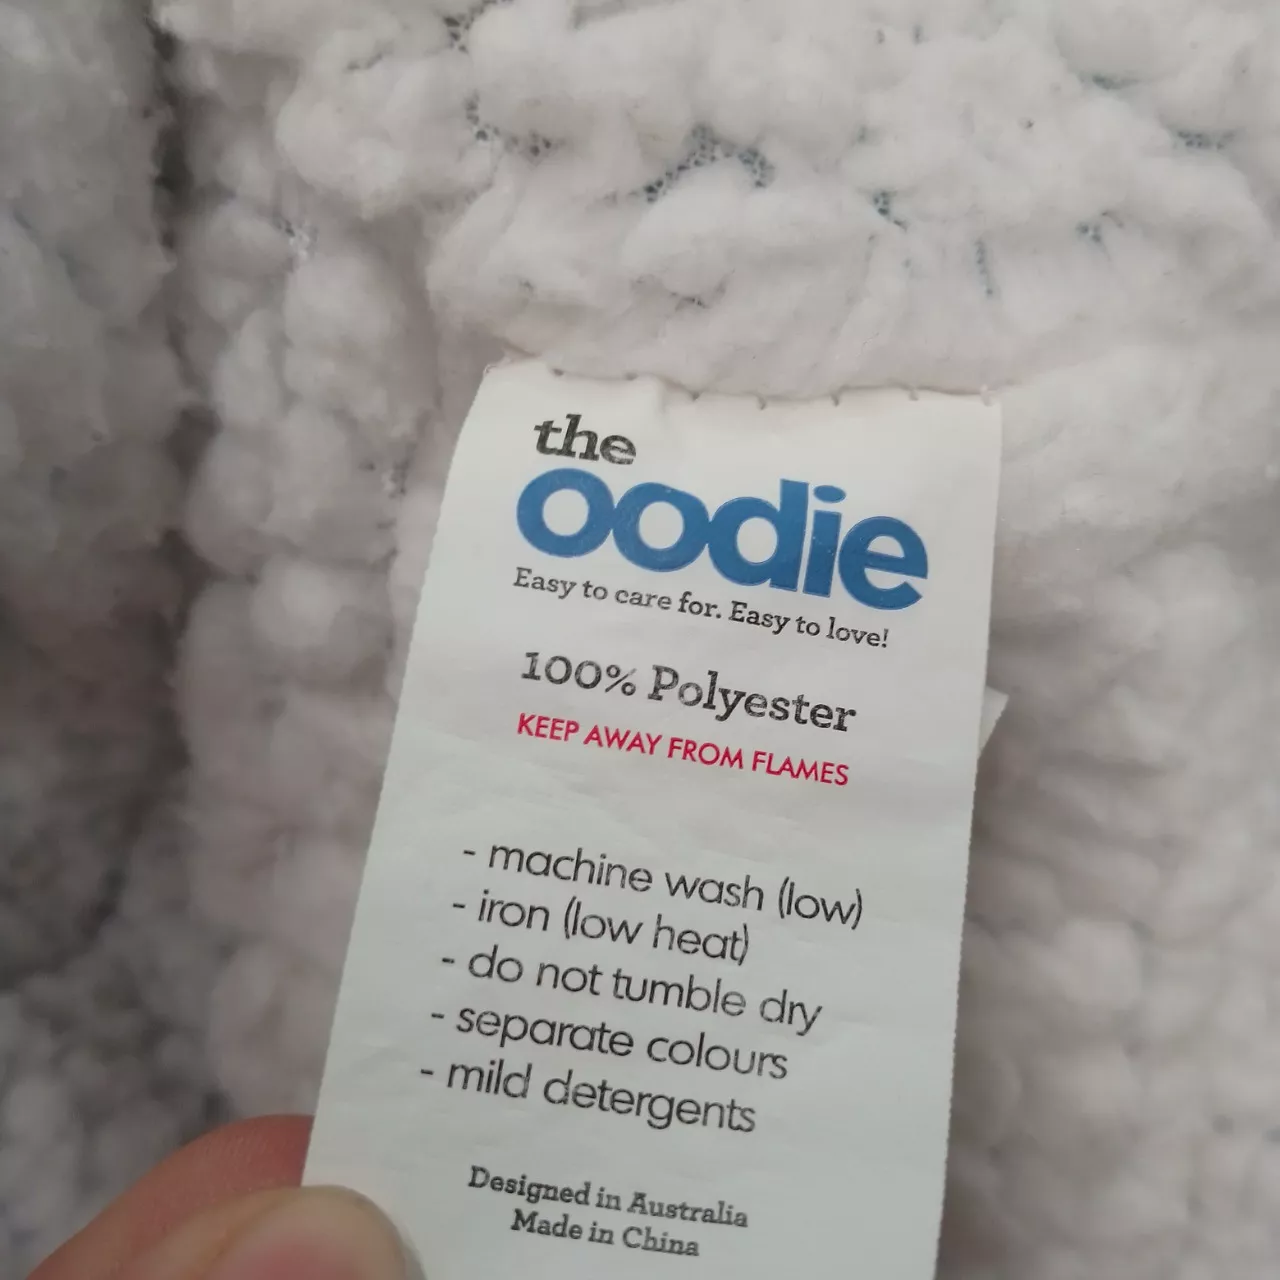 the
oodie
Easy to care for. Easy to love!
100% Polyester
KEEP AWAY FROM FLAMES
- machine wash (low)
- iron (low heat)
- do not tumble dry
- separate colours
- mild detergents
Designed in Australia
Made in China